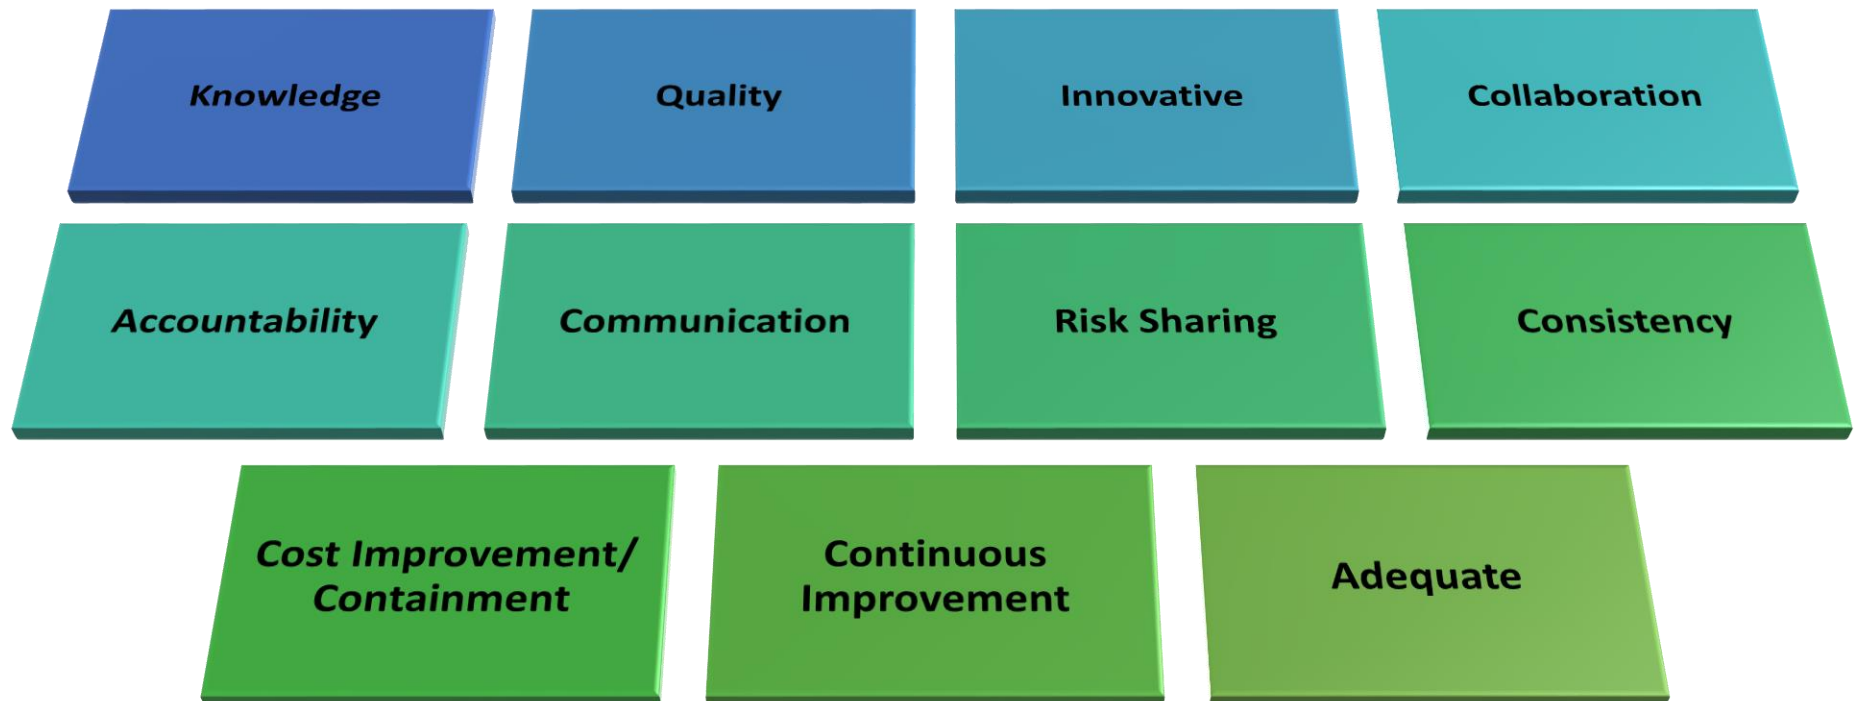 Knowledge
Quality
Innovative
Collaboration
Accountability
Communication
Risk Sharing
Consistency
Cost Improvement/
Containment
Continuous
Improvement
Adequate